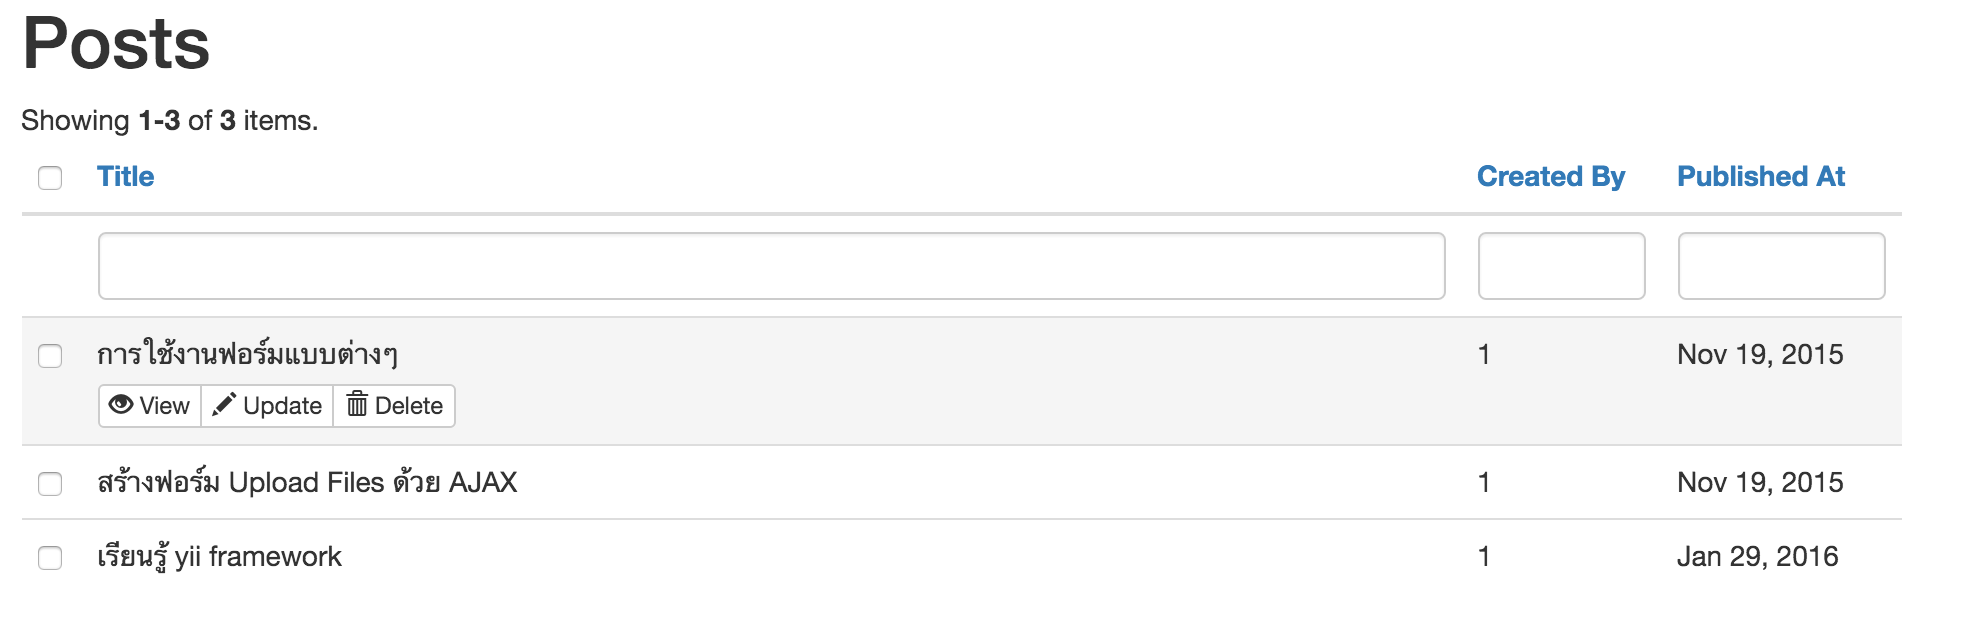 Posts
Showing 1-3 of 3 items.
Title Created By Published At
การใช้งานฟอร์มแบบต่างๆ 1 Nov 19, 2015
View Update Delete
สร้างฟอร์ม Upload Files ด้วย AJAX 1 Nov 19, 2015
เรียนรู้ yii framework 1 Jan 29, 2016